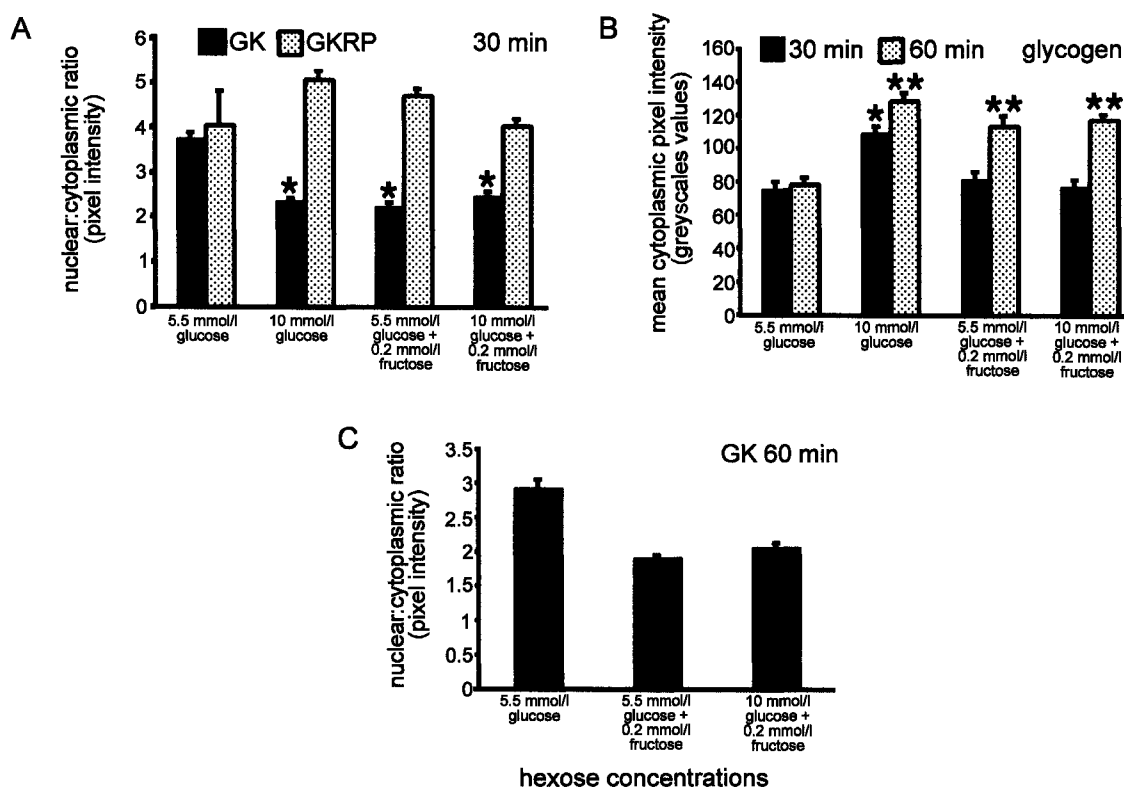 A
GK GKRP 30 min
nuclear:cytoplasmic ratio
(pixel intensity)
6
5
4
3
2
1
0
* * *
5.5 mmol/l
glucose
10 mmol/l
glucose
5.5 mmol/l
glucose +
0.2 mmol/l
fructose
10 mmol/l
glucose +
0.2 mmol/l
fructose
B
30 min 60 min glycogen
mean cytoplasmic pixel intensity
(greyscales values)
160
140
120
100
80
60
40
20
0
* ** ** **
5.5 mmol/l
glucose
10 mmol/l
glucose
5.5 mmol/l
glucose +
0.2 mmol/l
fructose
10 mmol/l
glucose +
0.2 mmol/l
fructose
C
GK 60 min
nuclear:cytoplasmic ratio
(pixel intensity)
3.5
3
2.5
2
1.5
1
0.5
0
5.5 mmol/l
glucose
5.5 mmol/l
glucose +
0.2 mmol/l
fructose
10 mmol/l
glucose +
0.2 mmol/l
fructose
hexose concentrations